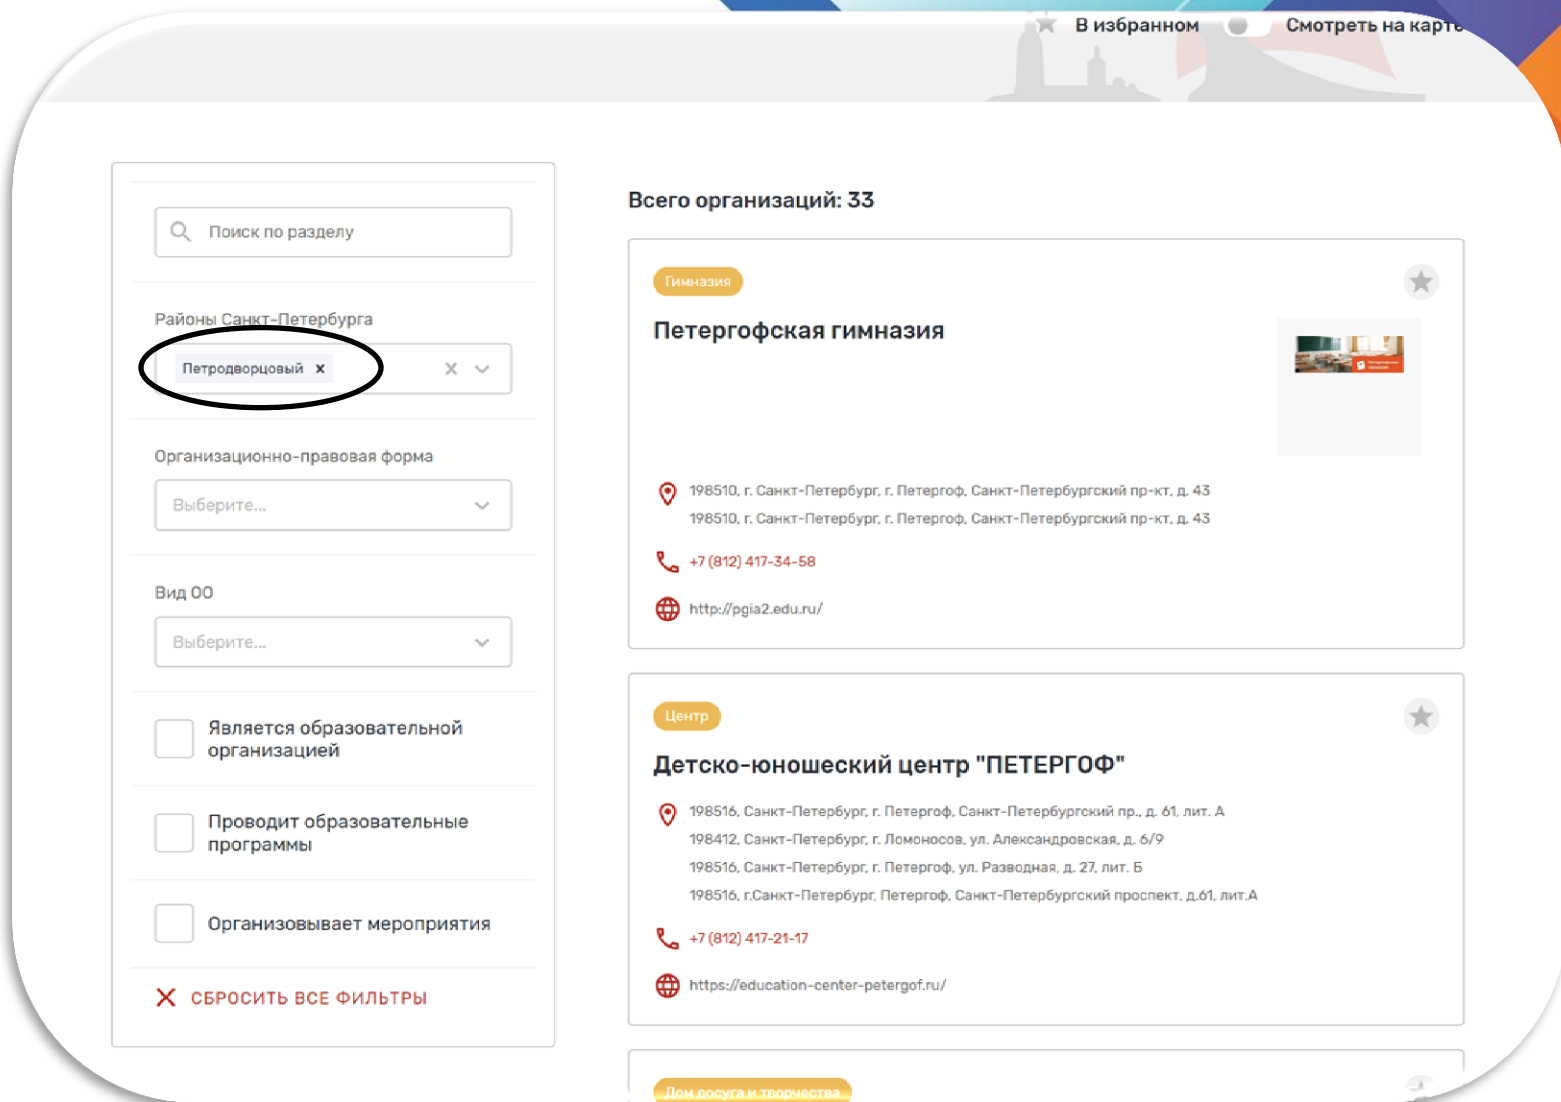 В избранном
Смотреть на карте
Поиск по разделу
Районы Санкт-Петербурга
Петродворцовый x
Организационно-правовая форма
Выберите...
Вид ОО
Выберите...
Является образовательной
организацией
Проводит образовательные
программы
Организовывает мероприятия
СБРОСИТЬ ВСЕ ФИЛЬТРЫ
Всего организаций: 33
Гимназия
Петергофская гимназия
198510, г. Санкт-Петербург, г. Петергоф, Санкт-Петербургский пр-кт, д. 43
198510, г. Санкт-Петербург, г. Петергоф, Санкт-Петербургский пр-кт, д. 43
+7 (812) 417-34-58
http://pgia2.edu.ru/
Центр
Детско-юношеский центр "ПЕТЕРГОФ"
198516, Санкт-Петербург, г. Петергоф, Санкт-Петербургский пр., д. 61, лит. А
198412, Санкт-Петербург, г. Ломоносов, ул. Александровская, д. 6/9
198516, Санкт-Петербург, г. Петергоф, ул. Разводная, д. 27, лит. Б
198516, г.Санкт-Петербург, Петергоф, Санкт-Петербургский проспект, д.61, лит.А
+7 (812) 417-21-17
https://education-center-petergof.ru/
Дом досуга и творчества